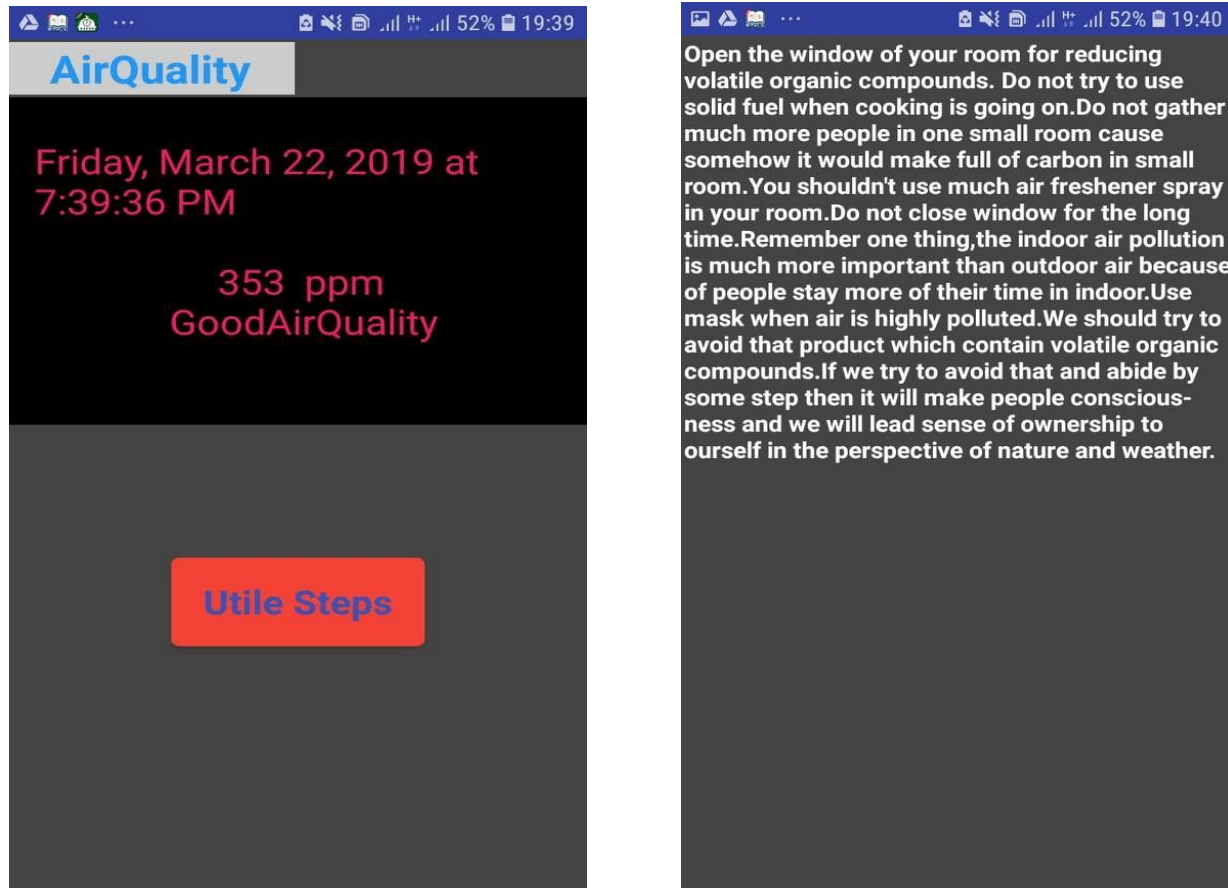 52% 19:39
AirQuality
Friday, March 22, 2019 at
7:39:36 PM
353 ppm
GoodAirQuality
Utile Steps
52% 19:40
Open the window of your room for reducing
volatile organic compounds. Do not try to use
solid fuel when cooking is going on.Do not gather
much more people in one small room cause
somehow it would make full of carbon in small
room.You shouldn't use much air freshener spray
in your room.Do not close window for the long
time.Remember one thing,the indoor air pollution
is much more important than outdoor air because
of people stay more of their time in indoor.Use
mask when air is highly polluted.We should try to
avoid that product which contain volatile organic
compounds.If we try to avoid that and abide by
some step then it will make people conscious-
ness and we will lead sense of ownership to
ourself in the perspective of nature and weather.